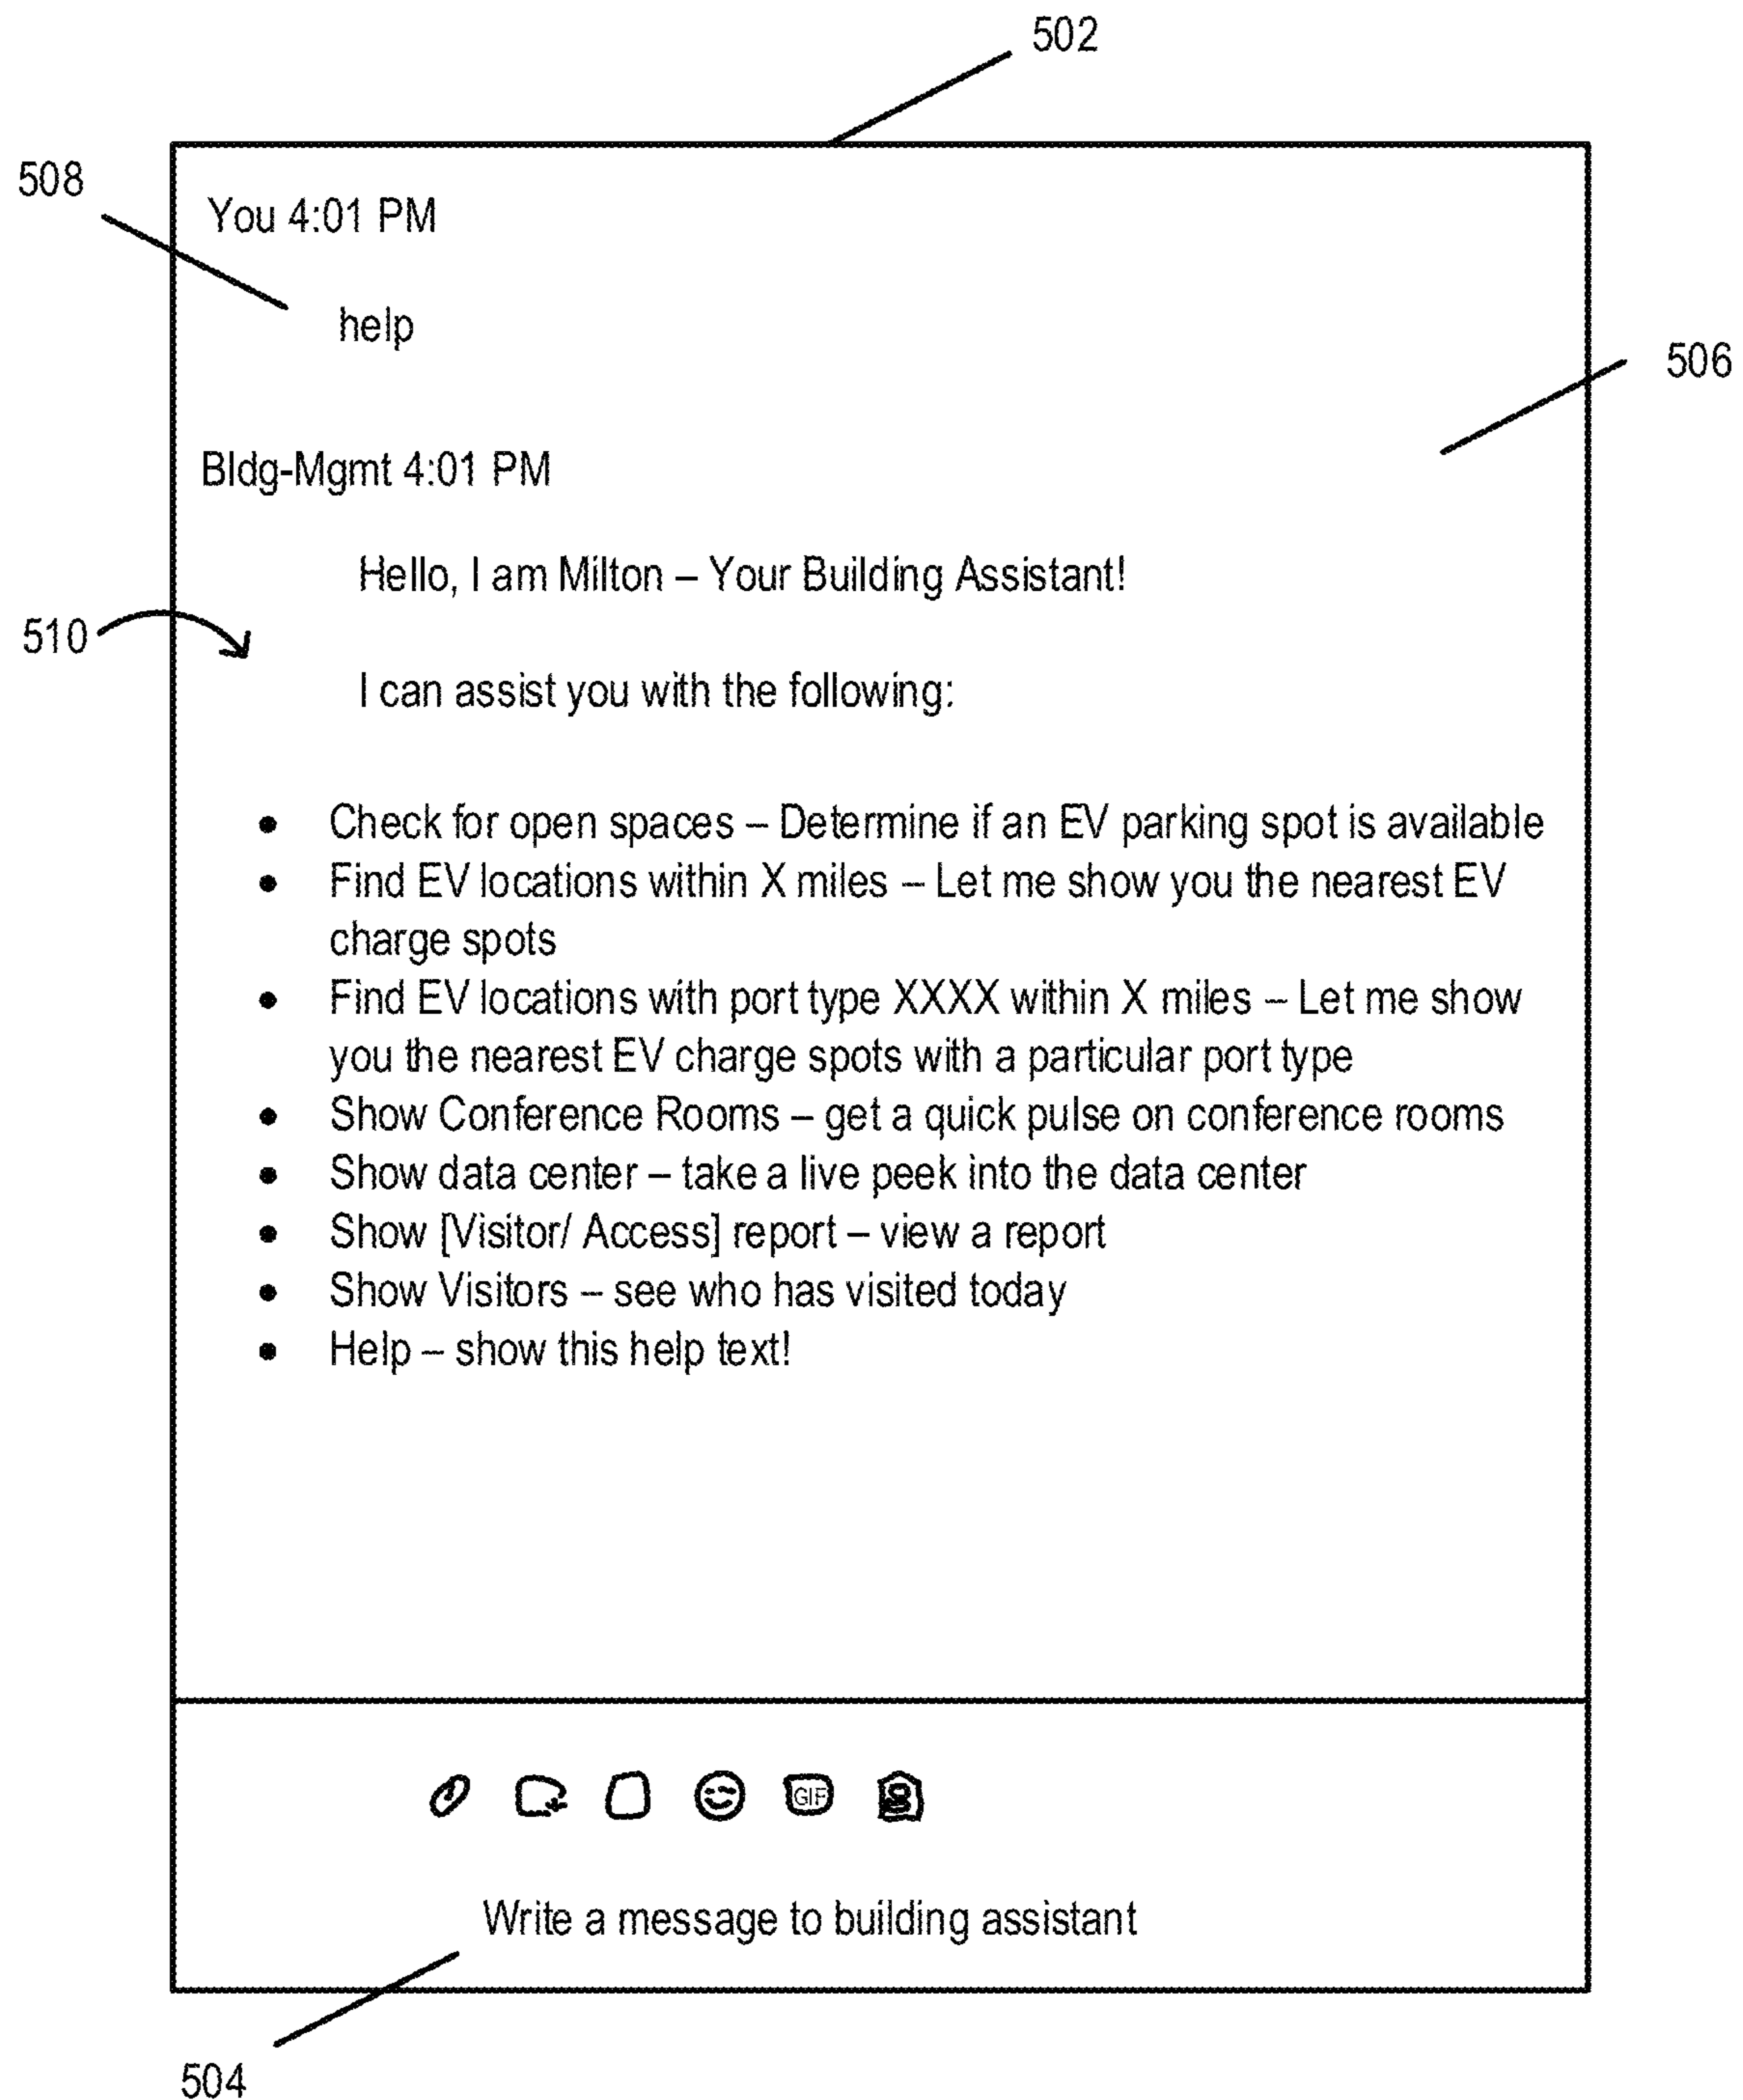 502
508
You 4:01 PM
help
506
Bldg-Mgmt 4:01 PM
Hello, I am Milton – Your Building Assistant!
510
I can assist you with the following:
• Check for open spaces – Determine if an EV parking spot is available
• Find EV locations within X miles – Let me show you the nearest EV
charge spots
• Find EV locations with port type XXXX within X miles – Let me show
you the nearest EV charge spots with a particular port type
• Show Conference Rooms – get a quick pulse on conference rooms
• Show data center – take a live peek into the data center
• Show [Visitor/ Access] report – view a report
• Show Visitors – see who has visited today
• Help – show this help text!
GIF
Write a message to building assistant
504